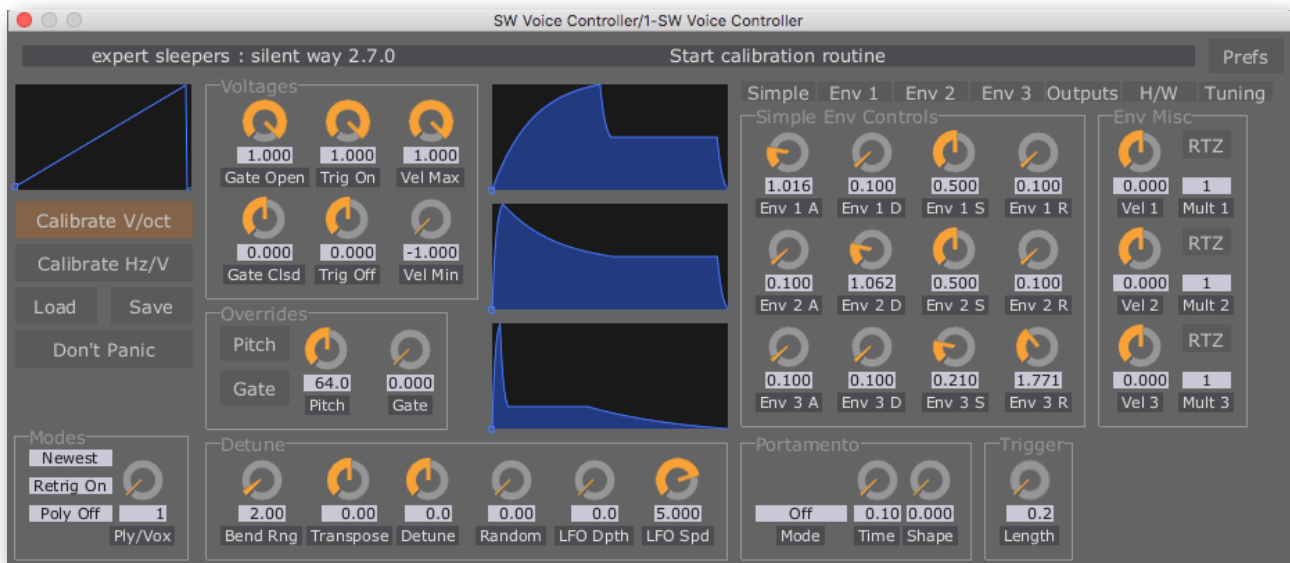 SW Voice Controller/1-SW Voice Controller
expert sleepers : silent way 2.7.0
Start calibration routine
Prefs
Calibrate V/oct
Calibrate Hz/V
Load Save
Don't Panic
Voltages
1.000 1.000 1.000
Gate Open Trig On Vel Max
0.000 0.000 -1.000
Gate Clsd Trig Off Vel Min
Overrides
Pitch
Gate
64.0 0.000
Pitch Gate
Simple Env 1 Env 2 Env 3 Outputs H/W Tuning
Simple Env Controls
1.016 0.100 0.500 0.100
Env 1 A Env 1 D Env 1 S Env 1 R
0.100 1.062 0.500 0.100
Env 2 A Env 2 D Env 2 S Env 2 R
0.100 0.100 0.210 1.771
Env 3 A Env 3 D Env 3 S Env 3 R
Env Misc
RTZ
0.000 1
Vel 1 Mult 1
RTZ
0.000 1
Vel 2 Mult 2
RTZ
0.000 1
Vel 3 Mult 3
Modes
Newest
Retrig On
Poly Off 1
Ply/Vox
Detune
2.00 0.00 0.0 0.00 0.0 5.000
Bend Rng Transpose Detune Random LFO Dpth LFO Spd
Portamento
Off 0.10 0.000
Mode Time Shape
Trigger
0.2
Length